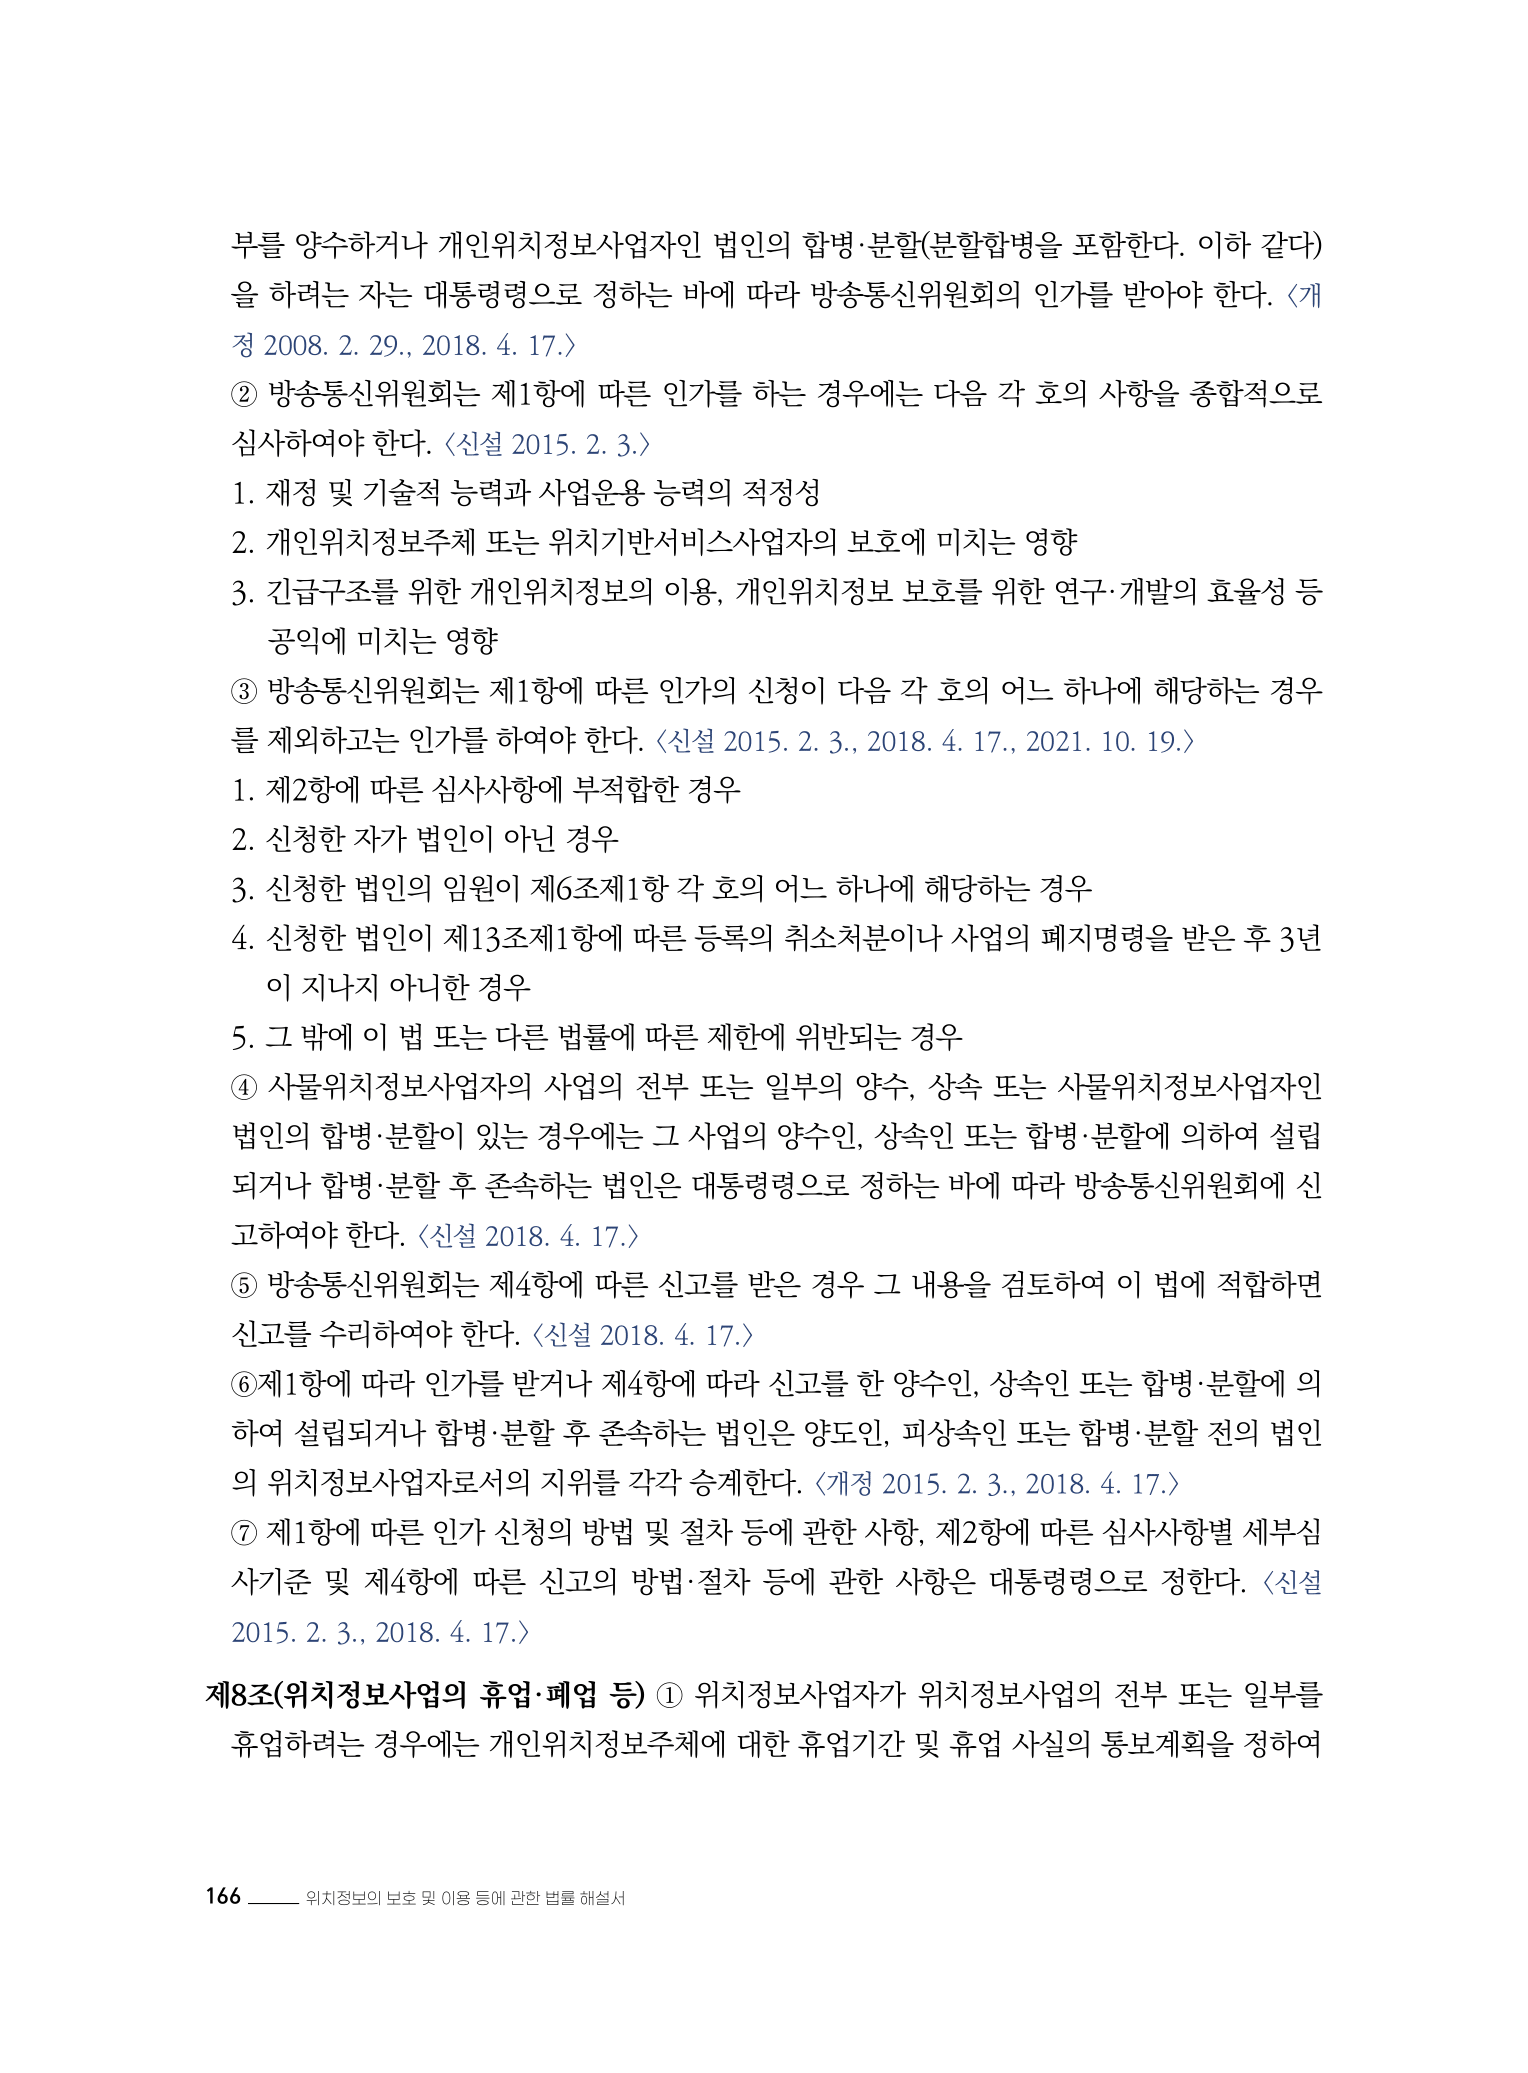 부를 양수하거나 개인위치정보사업자인 법인의 합병·분할(분할합병을 포함한다. 이하 같다)
을 하려는 자는 대통령령으로 정하는 바에 따라 방송통신위원회의 인가를 받아야 한다. 〈개
정 2008. 2. 29., 2018. 4. 17.〉
② 방송통신위원회는 제1항에 따른 인가를 하는 경우에는 다음 각 호의 사항을 종합적으로
심사하여야 한다. 〈신설 2015. 2. 3.〉
1. 재정 및 기술적 능력과 사업운용 능력의 적정성
2. 개인위치정보주체 또는 위치기반서비스사업자의 보호에 미치는 영향
3. 긴급구조를 위한 개인위치정보의 이용, 개인위치정보 보호를 위한 연구·개발의 효율성 등
공익에 미치는 영향
③ 방송통신위원회는 제1항에 따른 인가의 신청이 다음 각 호의 어느 하나에 해당하는 경우
를 제외하고는 인가를 하여야 한다. 〈신설 2015. 2. 3., 2018. 4. 17., 2021. 10. 19.〉
1. 제2항에 따른 심사사항에 부적합한 경우
2. 신청한 자가 법인이 아닌 경우
3. 신청한 법인의 임원이 제6조제1항 각 호의 어느 하나에 해당하는 경우
4. 신청한 법인이 제13조제1항에 따른 등록의 취소처분이나 사업의 폐지명령을 받은 후 3년
이 지나지 아니한 경우
5. 그 밖에 이 법 또는 다른 법률에 따른 제한에 위반되는 경우
④ 사물위치정보사업자의 사업의 전부 또는 일부의 양수, 상속 또는 사물위치정보사업자인
법인의 합병·분할이 있는 경우에는 그 사업의 양수인, 상속인 또는 합병·분할에 의하여 설립
되거나 합병·분할 후 존속하는 법인은 대통령령으로 정하는 바에 따라 방송통신위원회에 신
고하여야 한다. 〈신설 2018. 4. 17.〉
⑤ 방송통신위원회는 제4항에 따른 신고를 받은 경우 그 내용을 검토하여 이 법에 적합하면
신고를 수리하여야 한다. 〈신설 2018. 4. 17.〉
⑥제1항에 따라 인가를 받거나 제4항에 따라 신고를 한 양수인, 상속인 또는 합병·분할에 의
하여 설립되거나 합병·분할 후 존속하는 법인은 양도인, 피상속인 또는 합병·분할 전의 법인
의 위치정보사업자로서의 지위를 각각 승계한다. 〈개정 2015. 2. 3., 2018. 4. 17.〉
⑦ 제1항에 따른 인가 신청의 방법 및 절차 등에 관한 사항, 제2항에 따른 심사사항별 세부심
사기준 및 제4항에 따른 신고의 방법·절차 등에 관한 사항은 대통령령으로 정한다. 〈신설
2015. 2. 3., 2018. 4. 17.〉
제8조(위치정보사업의 휴업·폐업 등) ① 위치정보사업자가 위치정보사업의 전부 또는 일부를
휴업하려는 경우에는 개인위치정보주체에 대한 휴업기간 및 휴업 사실의 통보계획을 정하여
166 위치정보의 보호 및 이용 등에 관한 법률 해설서